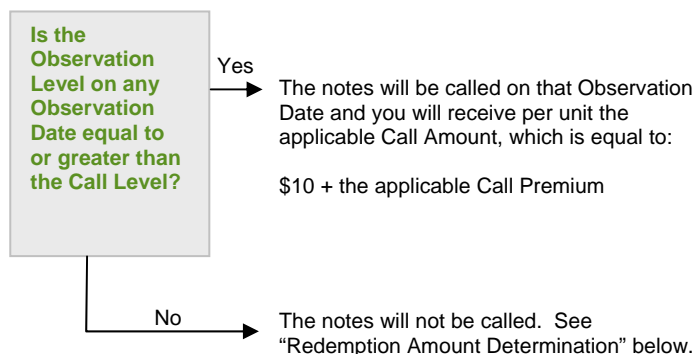 Is the
Observation
Level on any
Observation
Date equal to
or greater than
the Call Level?
Yes
The notes will be called on that Observation
Date and you will receive per unit the
applicable Call Amount, which is equal to:
$10 + the applicable Call Premium
No
The notes will not be called.  See
“Redemption Amount Determination” below.